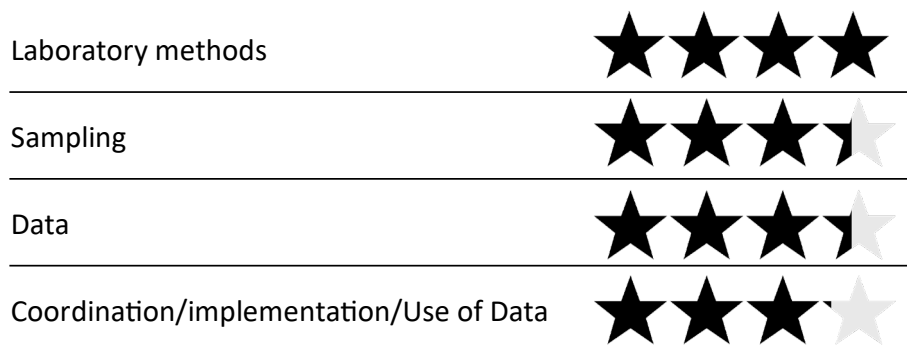 Laboratory methods
Sampling
Data
Coordination/implementation/Use of Data